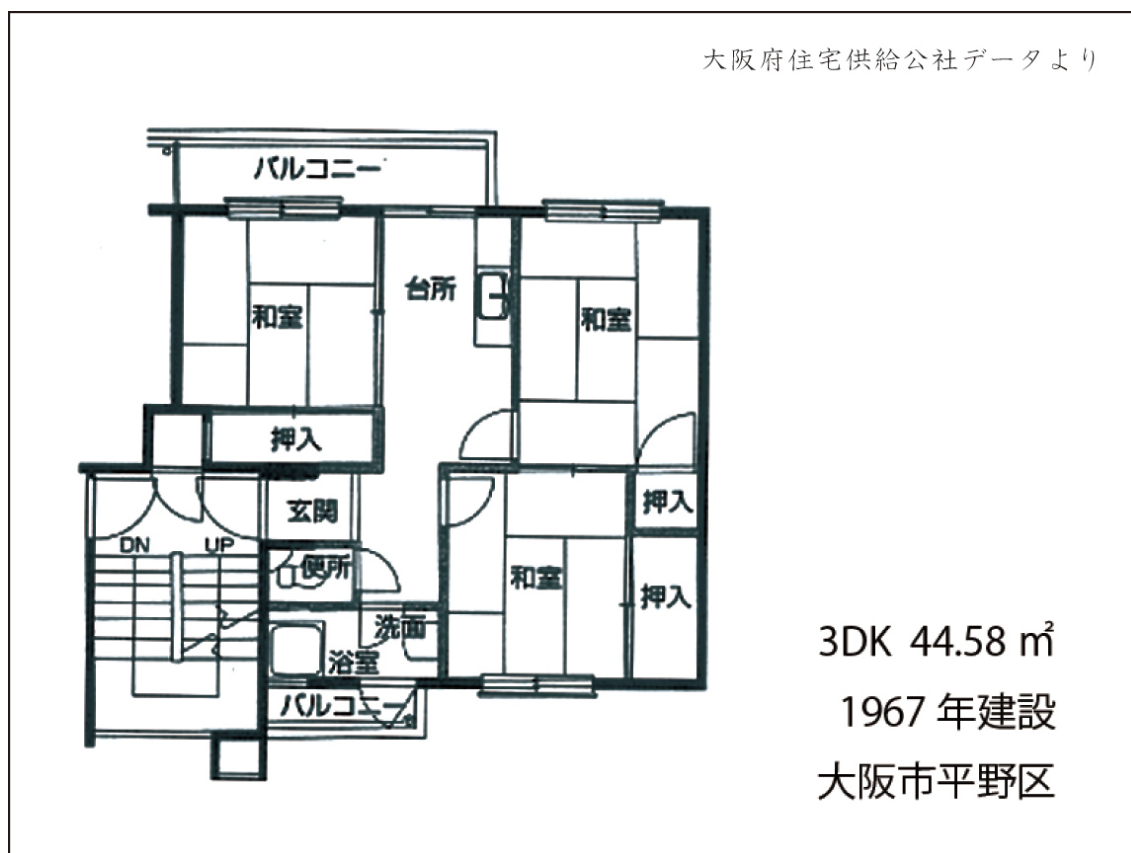 大阪府住宅供給公社データより
バルコニー
台所
和室
和室
押入
玄関
押入
DN
UP
便所
和室
押入
洗面
浴室
バルコニー
3DK 44.58 ㎡
1967 年建設
大阪市平野区